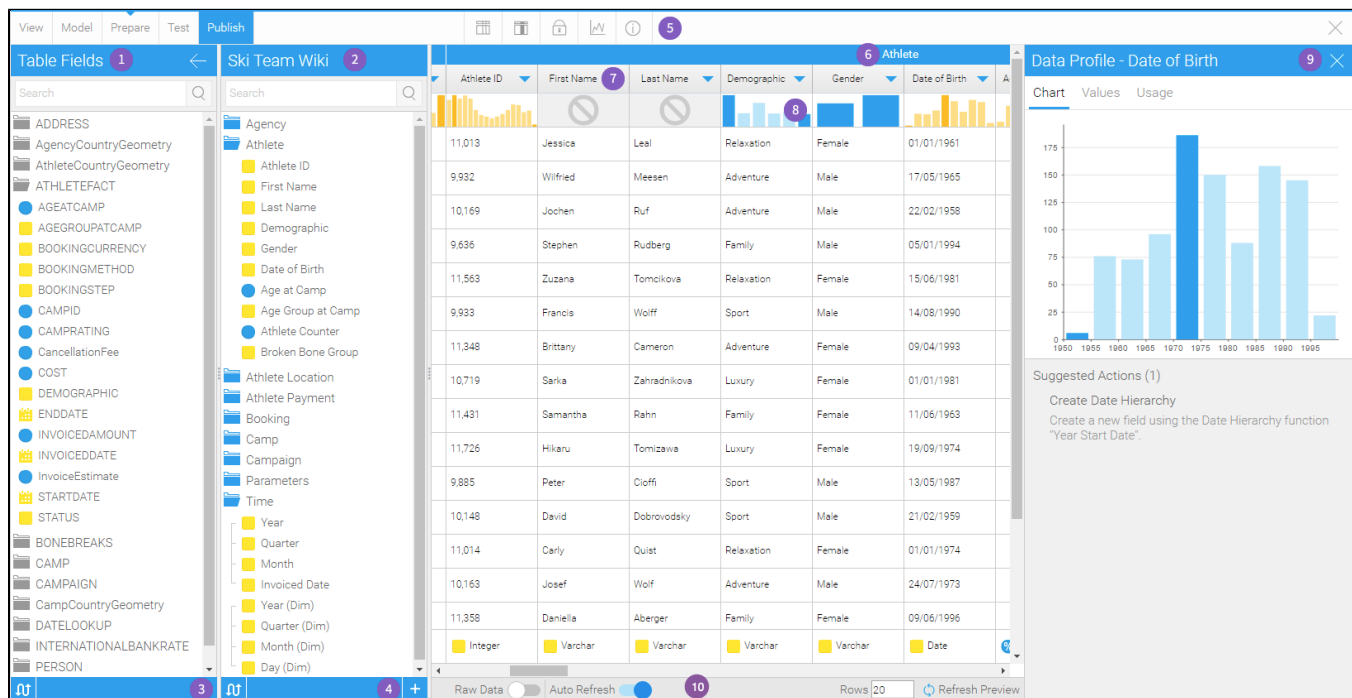 View Model Prepare Test Publish 5
Table Fields 1
Search
ADDRESS
AgencyCountryGeometry
AthleteCountryGeometry
ATHLETEFACT
AGEATCAMP
AGEGROUPATCAMP
BOOKINGCURRENCY
BOOKINGMETHOD
BOOKINGSTEP
CAMPID
CAMPRATING
CancellationFee
COST
DEMOGRAPHIC
ENDDATE
INVOICEDAMOUNT
INVOICEDDATE
InvoiceEstimate
STARTDATE
STATUS
BONEBREAKS
CAMP
CAMPAIGN
CampCountryGeometry
DATELOOKUP
INTERNATIONALBANKRATE
PERSON
3
Ski Team Wiki 2
Search
Agency
Athlete
Athlete ID
First Name
Last Name
Demographic
Gender
Date of Birth
Age at Camp
Age Group at Camp
Athlete Counter
Broken Bone Group
Athlete Location
Athlete Payment
Booking
Camp
Campaign
Parameters
Time
Year
Quarter
Month
Invoiced Date
Year (Dim)
Quarter (Dim)
Month (Dim)
Day (Dim)
4 +
6 Athlete
Athlete ID First Name 7 Last Name Demographic Gender Date of Birth A
8
11,013 Jessica Leal Relaxation Female 01/01/1961
9,932 Wilfried Meesen Adventure Male 17/05/1965
10,169 Jochen Ruf Adventure Male 22/02/1958
9,636 Stephen Rudberg Family Male 05/01/1994
11,563 Zuzana Tomcikova Relaxation Female 15/06/1981
9,933 Francis Wolff Sport Male 14/08/1990
11,348 Brittany Cameron Adventure Female 09/04/1993
10,719 Sarka Zahradnikova Luxury Female 01/01/1981
11,431 Samantha Rahn Family Female 11/06/1963
11,726 Hikaru Tomizawa Luxury Female 19/09/1974
9,885 Peter Cioffi Sport Male 13/05/1987
10,148 David Dobrovodsky Sport Male 21/02/1959
11,014 Carly Quist Relaxation Female 01/01/1974
10,163 Josef Wolf Adventure Male 24/07/1973
11,358 Daniella Aberger Family Female 09/06/1996
Integer Varchar Varchar Varchar Varchar Date %
Raw Data Auto Refresh 10 Rows 20 Refresh Preview
Data Profile - Date of Birth 9
Chart Values Usage
175
150
125
100
75
50
25
0
1950 1955 1960 1965 1970 1975 1980 1985 1990 1995
Suggested Actions (1)
Create Date Hierarchy
Create a new field using the Date Hierarchy function
"Year Start Date".